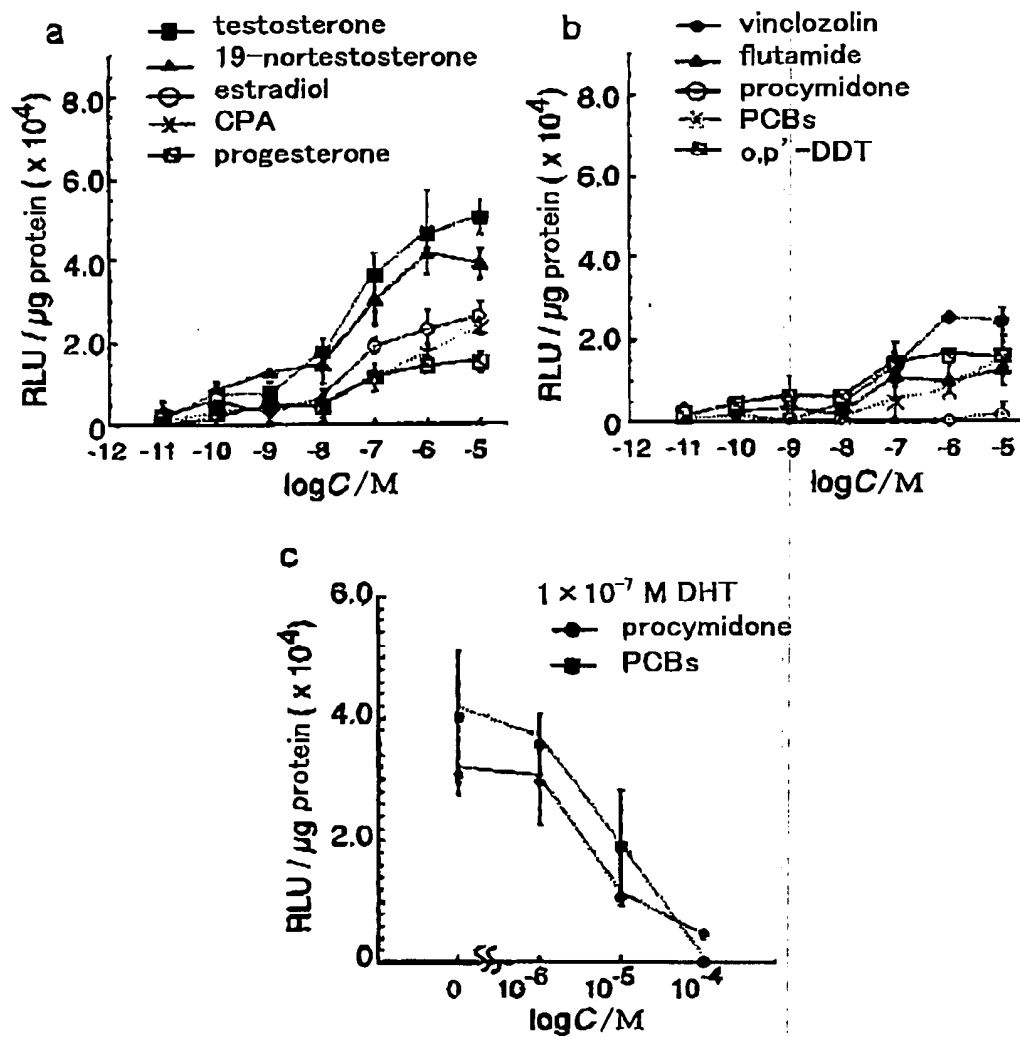 a
testosterone
19-nortestosterone
estradiol
CPA
progesterone
RLU / µg protein ( x 10⁴)
8.0
6.0
4.0
2.0
0
-12 -11 -10 -9 -8 -7 -6 -5
logC/M
b
vinclozolin
flutamide
procymidone
PCBs
o,p'-DDT
RLU / µg protein ( x 10⁴)
8.0
6.0
4.0
2.0
0
-12 -11 -10 -9 -8 -7 -6 -5
logC/M
c
1 × 10⁻⁷ M DHT
procymidone
PCBs
RLU / µg protein ( x 10⁴)
6.0
4.0
2.0
0
0 10⁻⁶ 10⁻⁵ 10⁻⁴
logC/M